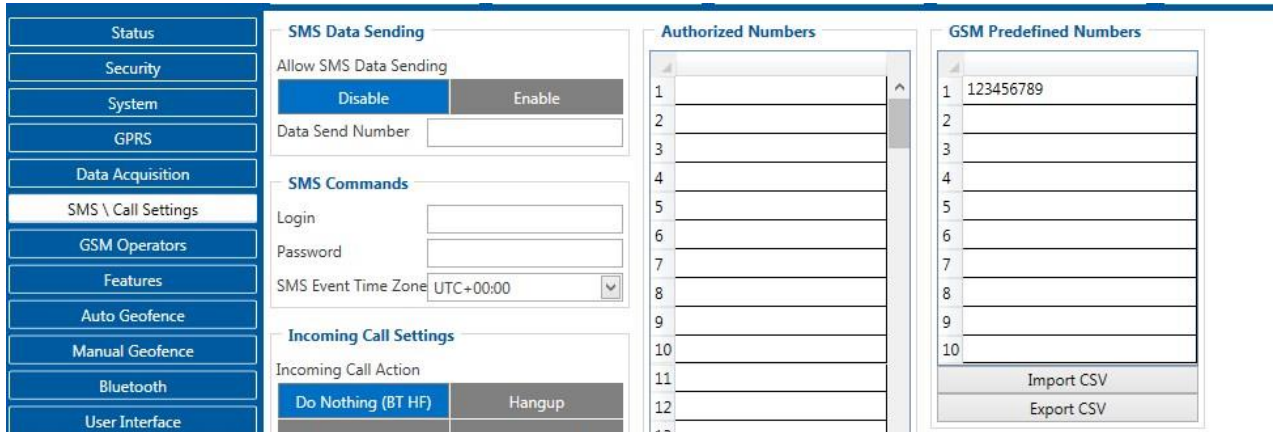 Status
Security
System
GPRS
Data Acquisition
SMS \ Call Settings
GSM Operators
Features
Auto Geofence
Manual Geofence
Bluetooth
User Interface
SMS Data Sending
Allow SMS Data Sending
Disable Enable
Data Send Number
SMS Commands
Login
Password
SMS Event Time Zone UTC+00:00
Incoming Call Settings
Incoming Call Action
Do Nothing (BT HF) Hangup
Authorized Numbers
1
2
3
4
5
6
7
8
9
10
11
12
GSM Predefined Numbers
1 123456789
2
3
4
5
6
7
8
9
10
Import CSV
Export CSV